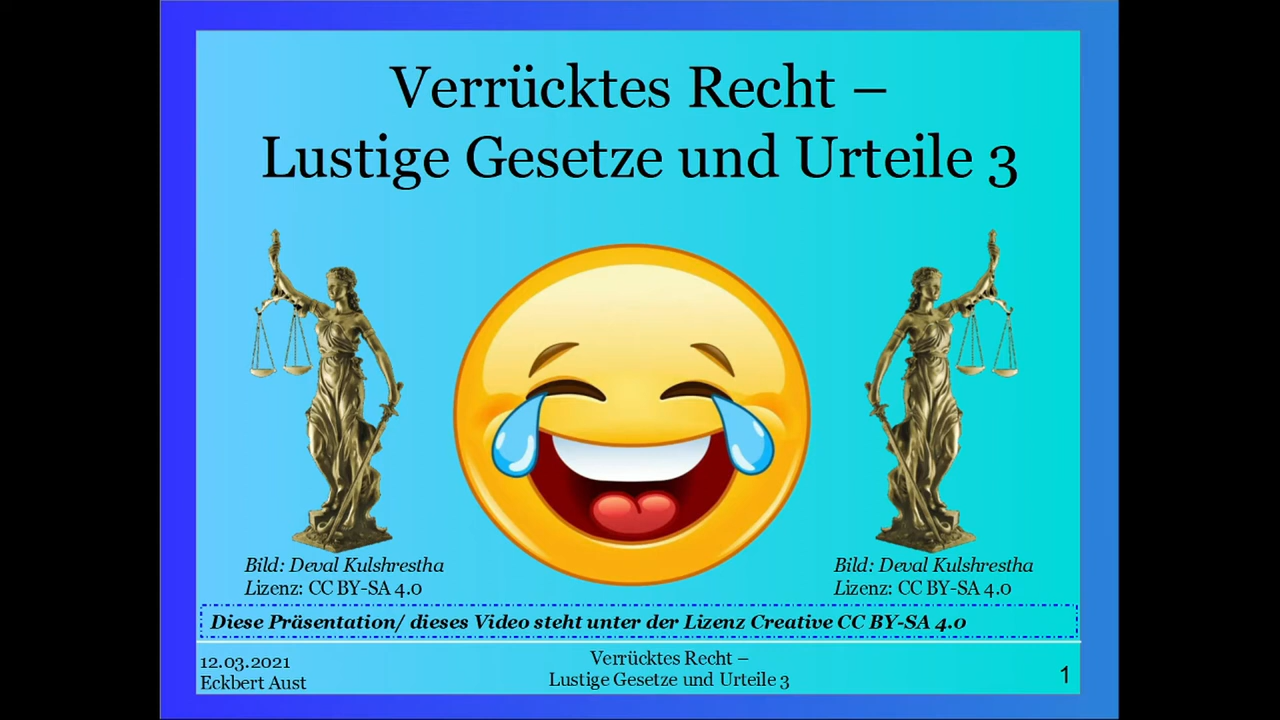 Verrücktes Recht –
Lustige Gesetze und Urteile 3
Bild: Deval Kulshrestha
Lizenz: CC BY-SA 4.0
Bild: Deval Kulshrestha
Lizenz: CC BY-SA 4.0
Diese Präsentation/ dieses Video steht unter der Lizenz Creative CC BY-SA 4.0
12.03.2021
Eckbert Aust
Verrücktes Recht –
Lustige Gesetze und Urteile 3
1